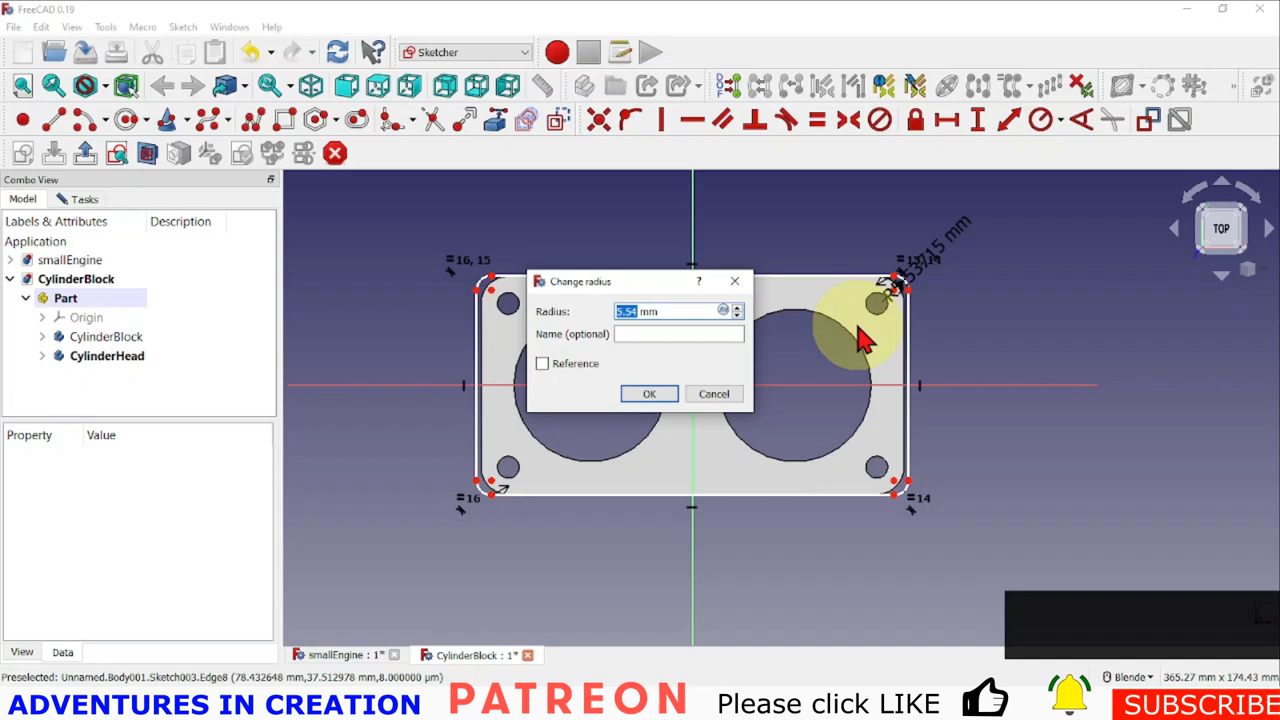 FreeCAD 0.19
File Edit View Tools Macro Sketch Windows Help
Sketcher
Combo View
Model Tasks
Labels & Attributes Description
Application
smallEngine
CylinderBlock
Part
Origin
CylinderBlock
CylinderHead
Property Value
View Data
TOP
Change radius
?
Radius: 5.54 mm
Name (optional)
Reference
OK Cancel
16, 15
15 mm
16
14
smallEngine : 1*
CylinderBlock : 1*
Preselected: Unnamed.Body001.Sketch003.Edge8 (78.432648 mm,37.512978 mm,8.000000 µm)
Blende
365.27 mm x 174.43 mm
ADVENTURES IN CREATION PATREON Please click LIKE SUBSCRIBE